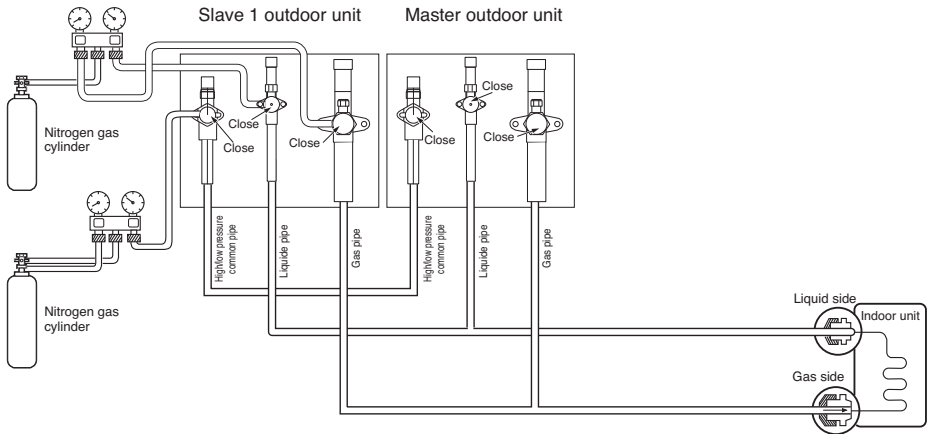 Slave 1 outdoor unit
Master outdoor unit
Nitrogen gas
cylinder
Close
Close
Close
Close
Close
Close
Nitrogen gas
cylinder
High/low pressure
common pipe
Liquide pipe
Gas pipe
High/low pressure
common pipe
Liquide pipe
Gas pipe
Liquid side
Indoor unit
Gas side